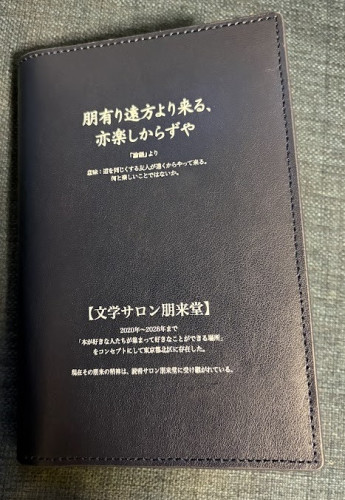 朋有り遠方より来る、
亦楽しからずや
「論語」より
意味：道を同じくする友人が遠くからやって来る。
何と楽しいことではないか。
【文学サロン朋来堂】
2020年～2026年まで
「本が好きな人たちが集まって好きなことができる場所」
をコンセプトにして東京都北区に存在した。
現在その朋来の精神は、読書サロン朋来堂に受け継がれている。